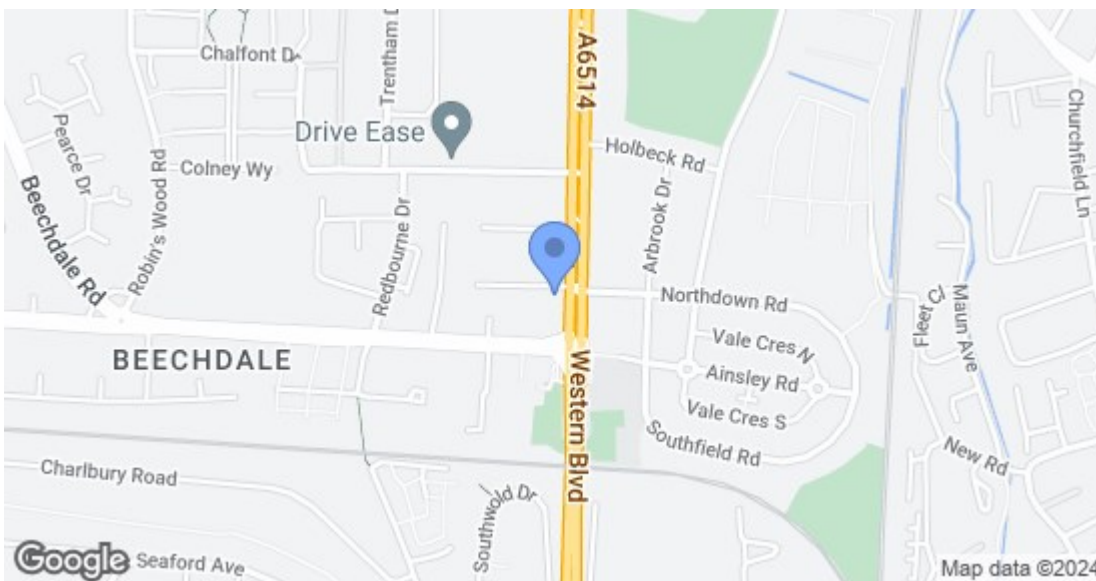 Chalfont D
Trentham D
A6514
Drive Ease
Holbeck Rd
Churchfield Ln
Pearce Dr
Robin's Wood Rd
Colney Wy
Beechdale Rd
Redbourne Dr
Arbrook Dr
Northdown Rd
Fleet Cl
Maun Ave
BEECHDALE
Western Blvd
Vale Cres N
Ainsley Rd
Vale Cres S
Southfield Rd
New Rd
Charlbury Road
Southwold Dr
Seaford Ave
Google
Map data ©2024